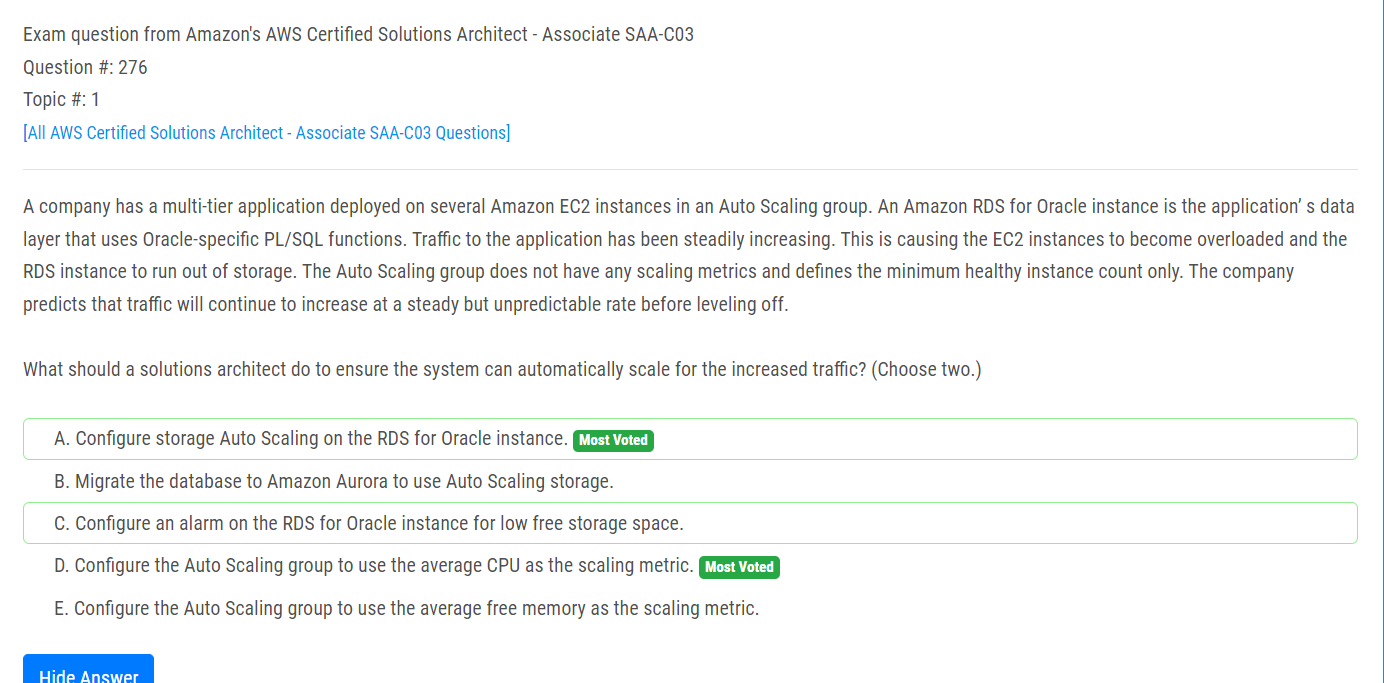 Exam question from Amazon's AWS Certified Solutions Architect - Associate SAA-C03
Question #: 276
Topic #: 1
[All AWS Certified Solutions Architect - Associate SAA-C03 Questions]
A company has a multi-tier application deployed on several Amazon EC2 instances in an Auto Scaling group. An Amazon RDS for Oracle instance is the application’ s data
layer that uses Oracle-specific PL/SQL functions. Traffic to the application has been steadily increasing. This is causing the EC2 instances to become overloaded and the
RDS instance to run out of storage. The Auto Scaling group does not have any scaling metrics and defines the minimum healthy instance count only. The company
predicts that traffic will continue to increase at a steady but unpredictable rate before leveling off.
What should a solutions architect do to ensure the system can automatically scale for the increased traffic? (Choose two.)
A. Configure storage Auto Scaling on the RDS for Oracle instance. Most Voted
B. Migrate the database to Amazon Aurora to use Auto Scaling storage.
C. Configure an alarm on the RDS for Oracle instance for low free storage space.
D. Configure the Auto Scaling group to use the average CPU as the scaling metric. Most Voted
E. Configure the Auto Scaling group to use the average free memory as the scaling metric.
Hide Answer